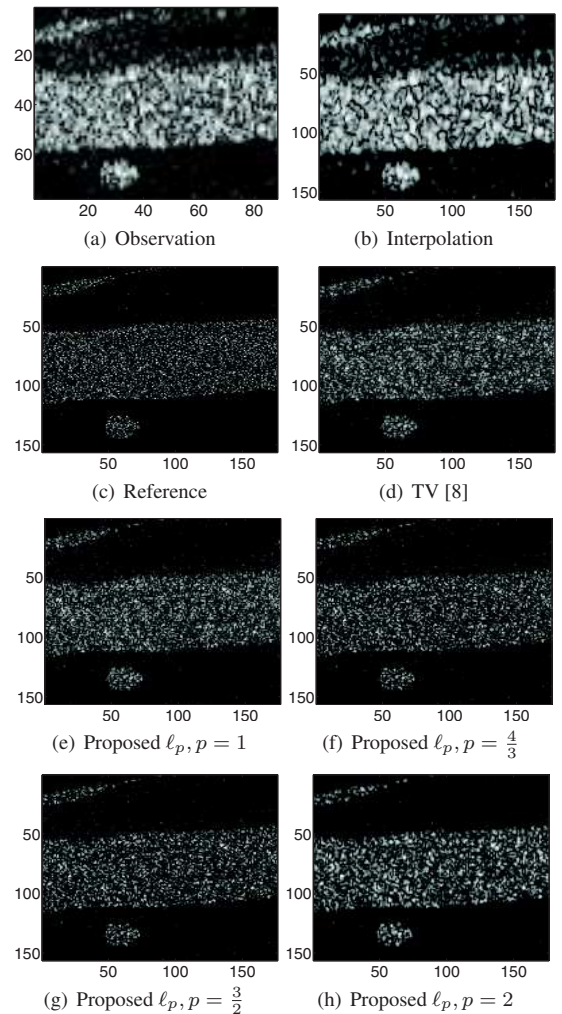 20
40
60
20 40 60 80
(a) Observation
50
100
150
50 100 150
(b) Interpolation
50
100
150
50 100 150
(c) Reference
50
100
150
50 100 150
(d) TV [8]
50
100
150
50 100 150
(e) Proposed ℓp, p = 1
50
100
150
50 100 150
(f) Proposed ℓp, p = 4/3
50
100
150
50 100 150
(g) Proposed ℓp, p = 3/2
50
100
150
50 100 150
(h) Proposed ℓp, p = 2